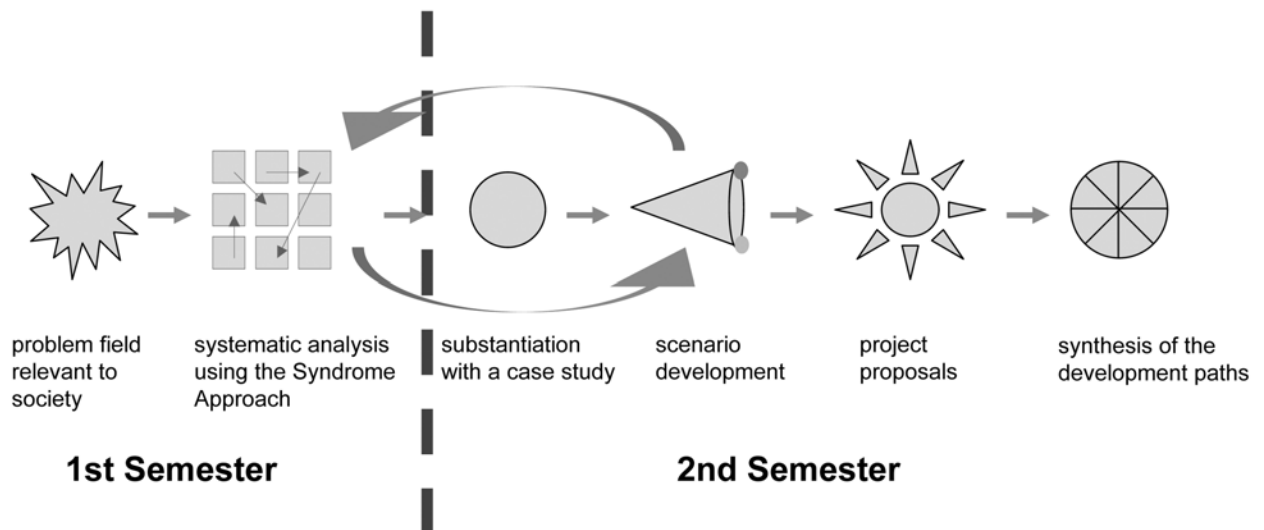 problem field
relevant to
society
systematic analysis
using the Syndrome
Approach
substantiation
with a case study
scenario
development
project
proposals
synthesis of the
development paths
1st Semester
2nd Semester